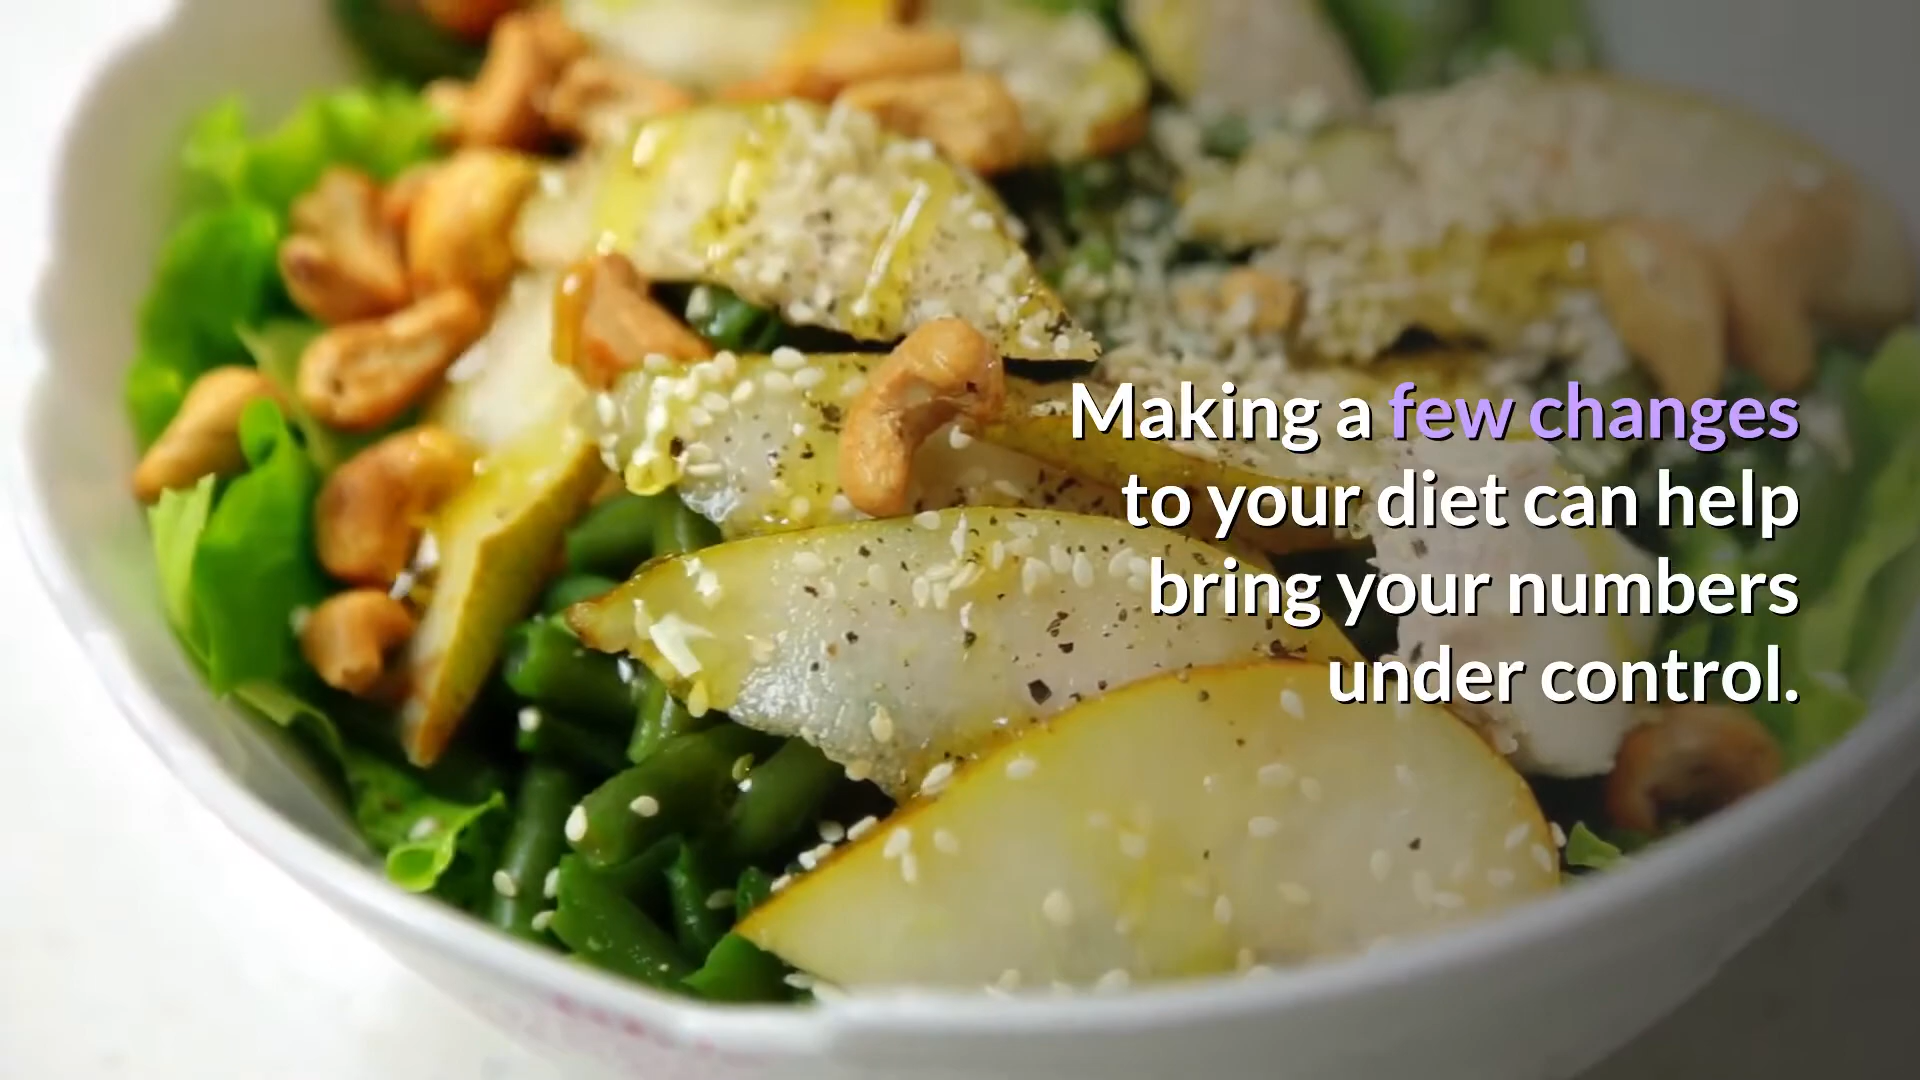 Making a few changes
to your diet can help
bring your numbers
under control.